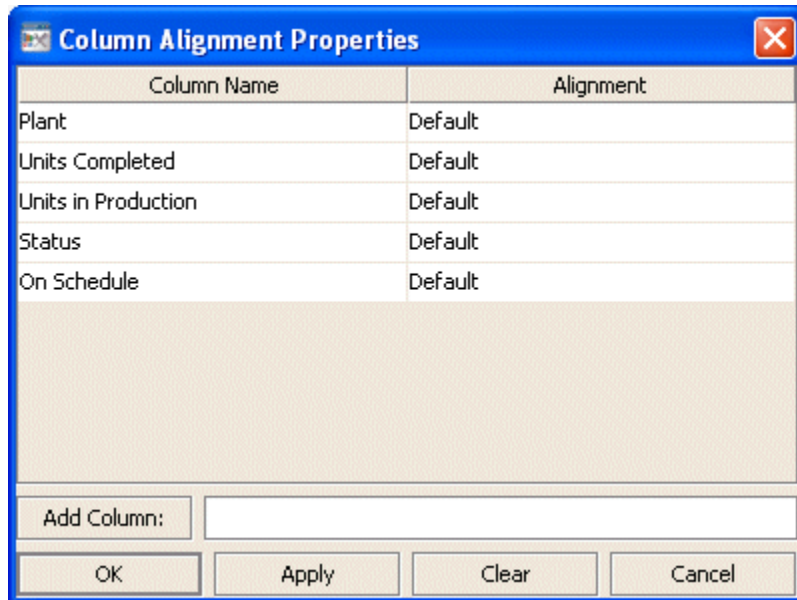 Column Alignment Properties
Column Name Alignment
Plant Default
Units Completed Default
Units in Production Default
Status Default
On Schedule Default
Add Column:
OK Apply Clear Cancel